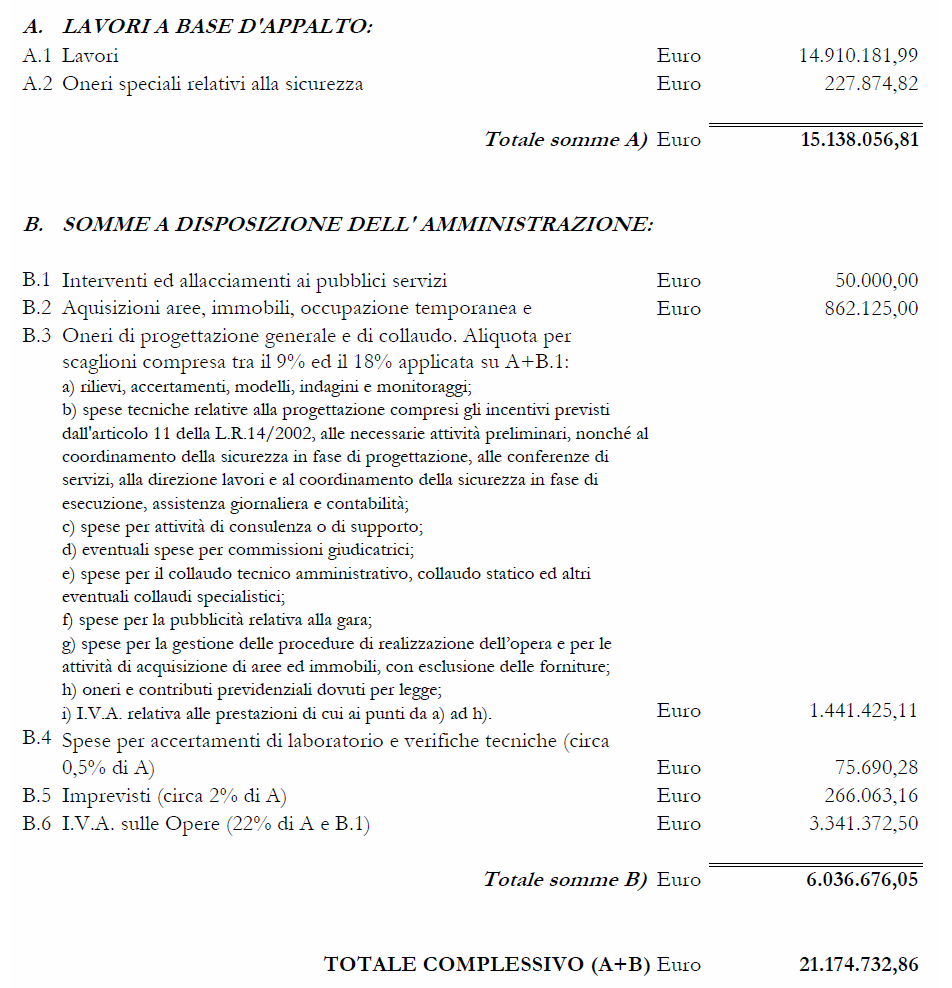 A. LAVORI A BASE D'APPALTO:
A.1 Lavori Euro 14.910.181,99
A.2 Oneri speciali relativi alla sicurezza Euro 227.874,82
Totale somme A) Euro 15.138.056,81
B. SOMME A DISPOSIZIONE DELL' AMMINISTRAZIONE:
B.1 Interventi ed allacciamenti ai pubblici servizi Euro 50.000,00
B.2 Aquisizioni aree, immobili, occupazione temporanea e Euro 862.125,00
B.3 Oneri di progettazione generale e di collaudo. Aliquota per
scaglioni compresa tra il 9% ed il 18% applicata su A+B.1:
a) rilievi, accertamenti, modelli, indagini e monitoraggi;
b) spese tecniche relative alla progettazione compresi gli incentivi previsti
dall'articolo 11 della L.R.14/2002, alle necessarie attività preliminari, nonché al
coordinamento della sicurezza in fase di progettazione, alle conferenze di
servizi, alla direzione lavori e al coordinamento della sicurezza in fase di
esecuzione, assistenza giornaliera e contabilità;
c) spese per attività di consulenza o di supporto;
d) eventuali spese per commissioni giudicatrici;
e) spese per il collaudo tecnico amministrativo, collaudo statico ed altri
eventuali collaudi specialistici;
f) spese per la pubblicità relativa alla gara;
g) spese per la gestione delle procedure di realizzazione dell’opera e per le
attività di acquisizione di aree ed immobili, con esclusione delle forniture;
h) oneri e contributi previdenziali dovuti per legge;
i) I.V.A. relativa alle prestazioni di cui ai punti da a) ad h). Euro 1.441.425,11
B.4 Spese per accertamenti di laboratorio e verifiche tecniche (circa
0,5% di A) Euro 75.690,28
B.5 Imprevisti (circa 2% di A) Euro 266.063,16
B.6 I.V.A. sulle Opere (22% di A e B.1) Euro 3.341.372,50
Totale somme B) Euro 6.036.676,05
TOTALE COMPLESSIVO (A+B) Euro 21.174.732,86